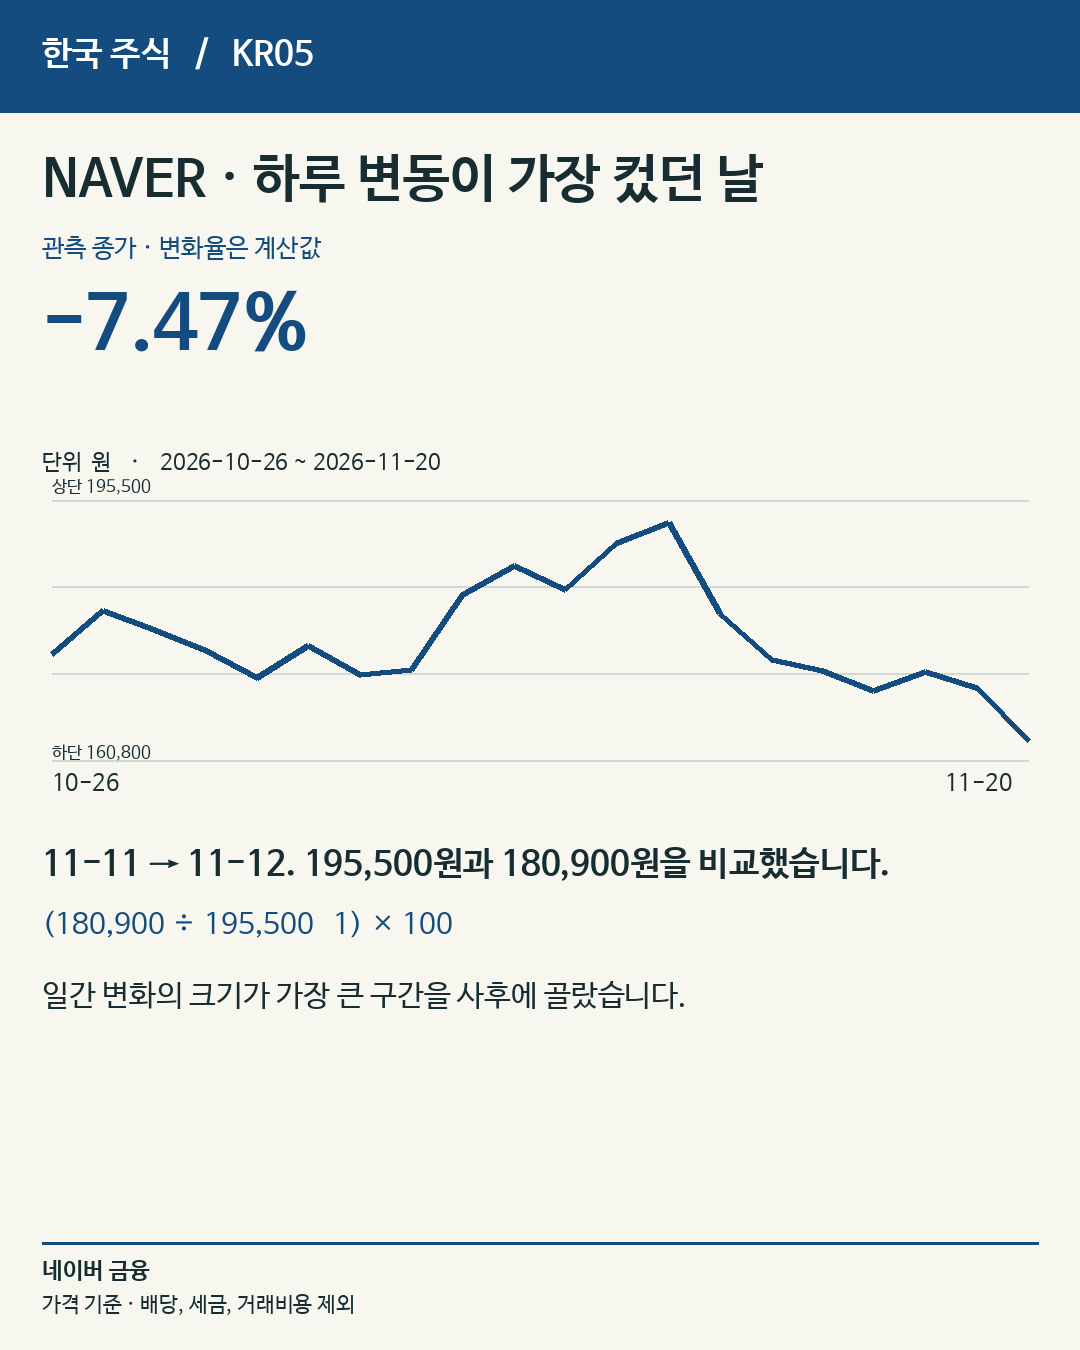 한국 주식 / KR05
NAVER · 하루 변동이 가장 컸던 날
관측 종가 · 변화율은 계산값
-7.47%
단위 원 · 2026-10-26 ~ 2026-11-20
상단 195,500
하단 160,800
10-26
11-20
11-11 → 11-12. 195,500원과 180,900원을 비교했습니다.
(180,900 ÷ 195,500 1) × 100
일간 변화의 크기가 가장 큰 구간을 사후에 골랐습니다.
네이버 금융
가격 기준 · 배당, 세금, 거래비용 제외